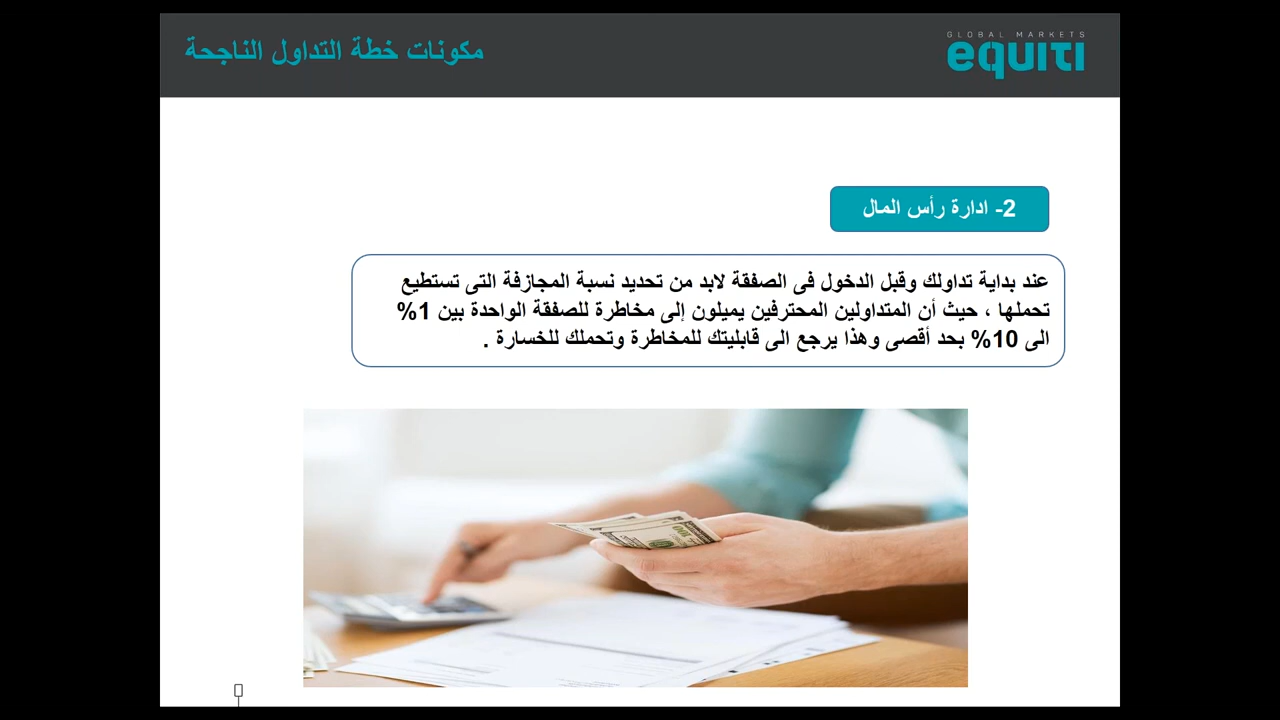 مكونات خطة التداول الناجحة
GLOBAL MARKETS
equiti
2- ادارة رأس المال
عند بداية تداولك وقبل الدخول فى الصفقة لابد من تحديد نسبة المجازفة التى تستطيع
تحملها ، حيث أن المتداولين المحترفين يميلون إلى مخاطرة للصفقة الواحدة بين 1%
الى 10% بحد أقصى وهذا يرجع الى قابليتك للمخاطرة وتحملك للخسارة .